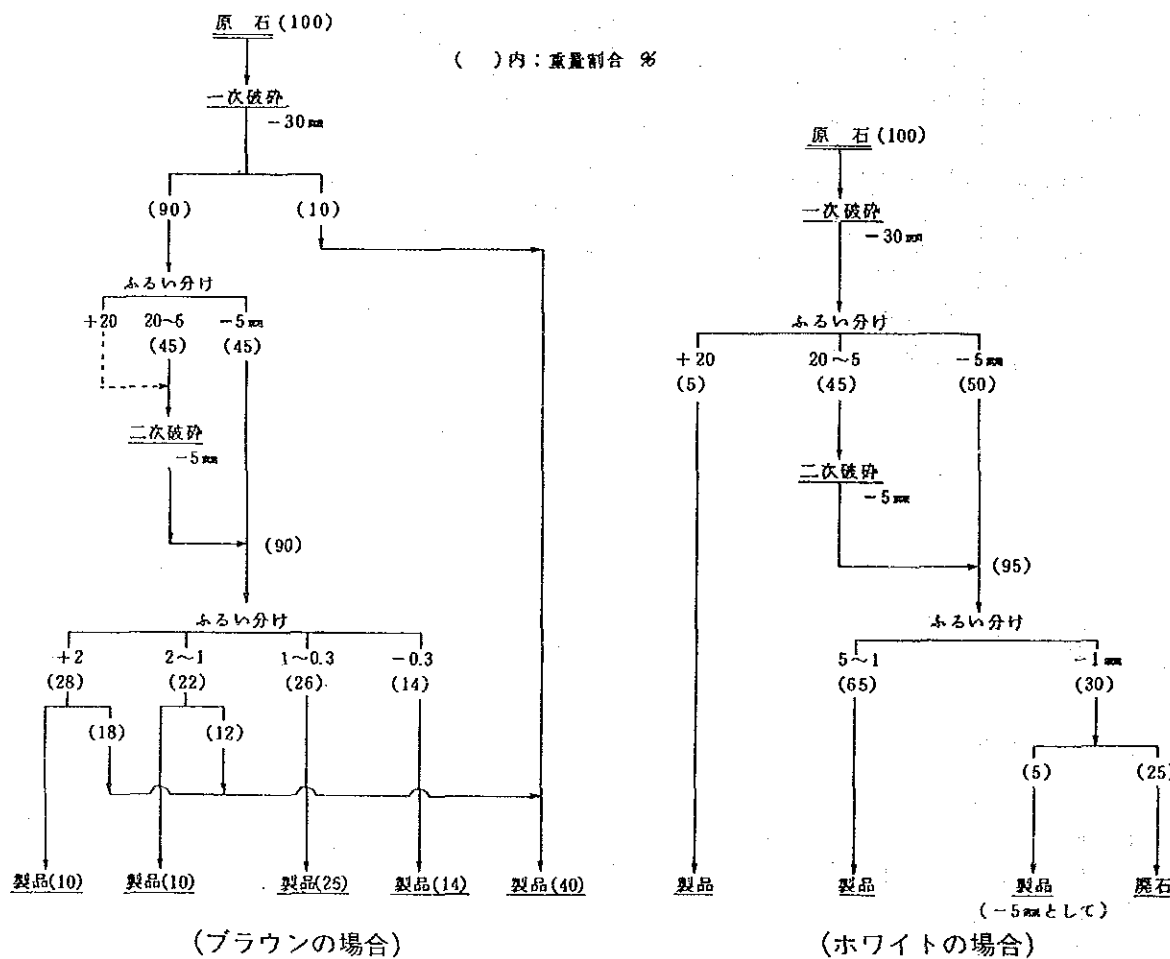 原 石 (100)
( )内：重量割合 %
一次破砕
-30㎜
(90)
(10)
ふるい分け
+20
20~5
-5㎜
(45)
(45)
二次破砕
-5㎜
(90)
ふるい分け
+2
2~1
1~0.3
-0.3
(28)
(22)
(26)
(14)
(18)
(12)
製品(10)
製品(10)
製品(25)
製品(14)
製品(40)
(ブラウンの場合)
原 石 (100)
一次破砕
-30㎜
ふるい分け
+20
20～5
-5㎜
(5)
(45)
(50)
二次破砕
-5㎜
(95)
ふるい分け
5~1
-1㎜
(65)
(30)
(5)
(25)
製品
製品
製品
廃石
(-5㎜として)
(ホワイトの場合)